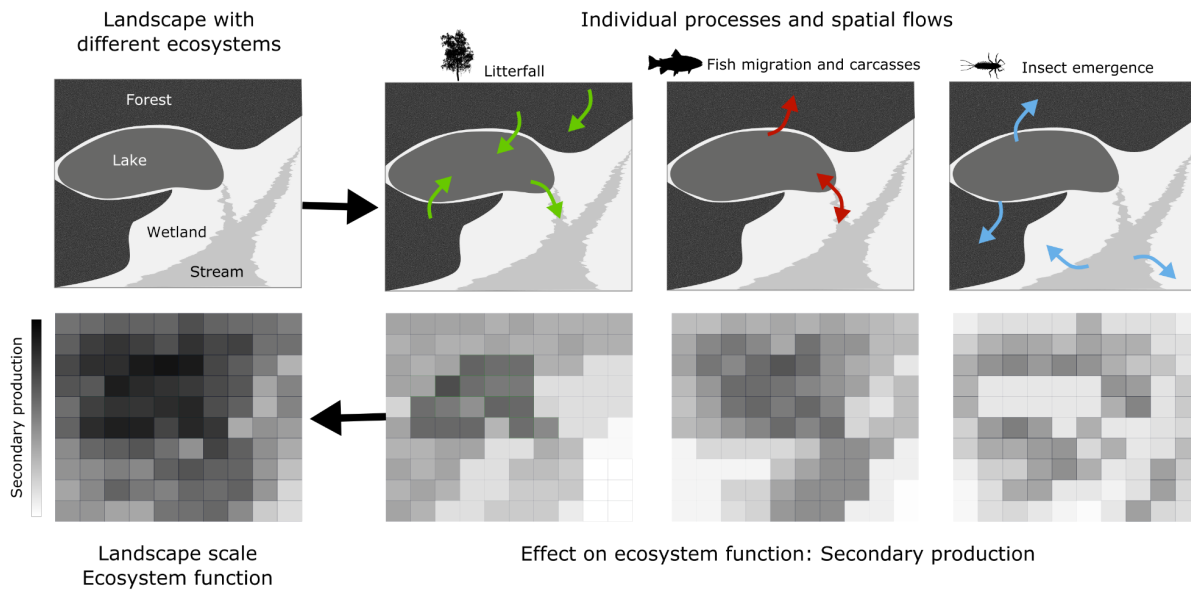 Landscape with
different ecosystems
Individual processes and spatial flows
Litterfall
Fish migration and carcasses
Insect emergence
Forest
Lake
Wetland
Stream
Secondary production
Landscape scale
Ecosystem function
Effect on ecosystem function: Secondary production